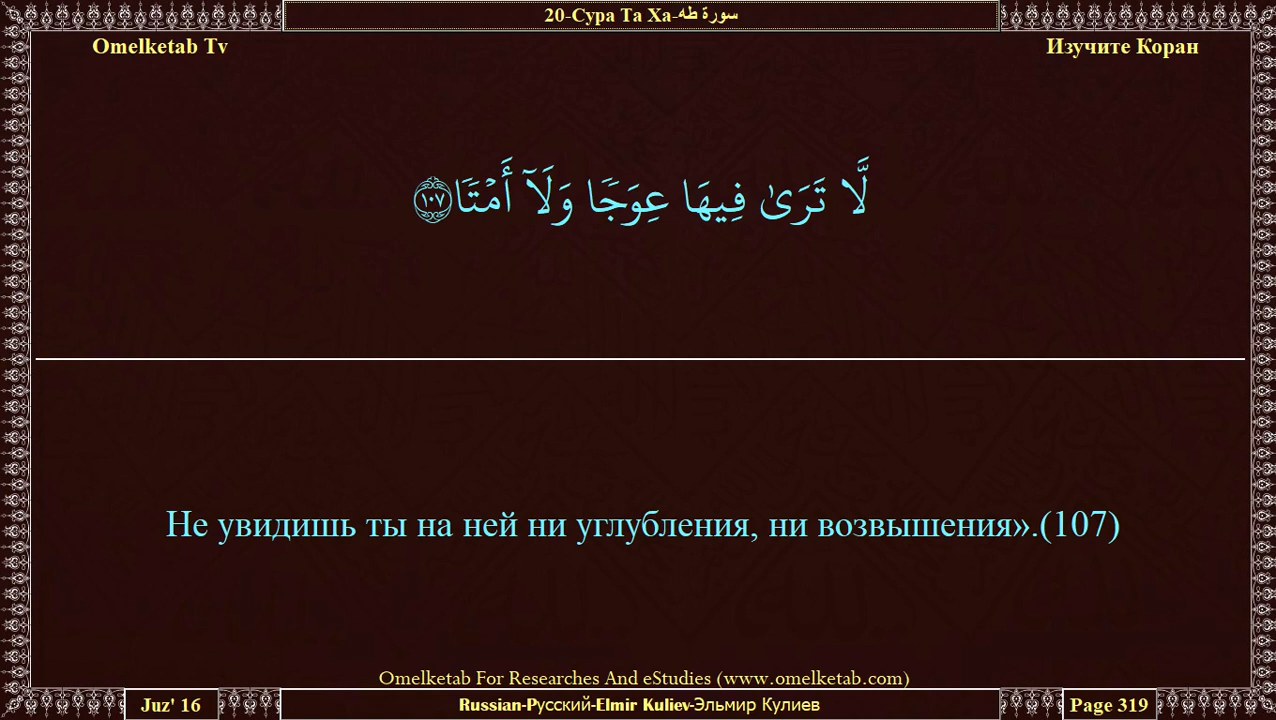 20-Сура Та Ха-سورة طه
Omelketab Tv
Изучите Коран
لَّا تَرَىٰ فِيهَا عِوَجٗا وَلَآ أَمۡتٗا ١٠٧
Не увидишь ты на ней ни углубления, ни возвышения».(107)
Omelketab For Researches And eStudies (www.omelketab.com)
Juz' 16
Russian-Русский-Elmir Kuliev-Эльмир Кулиев
Page 319